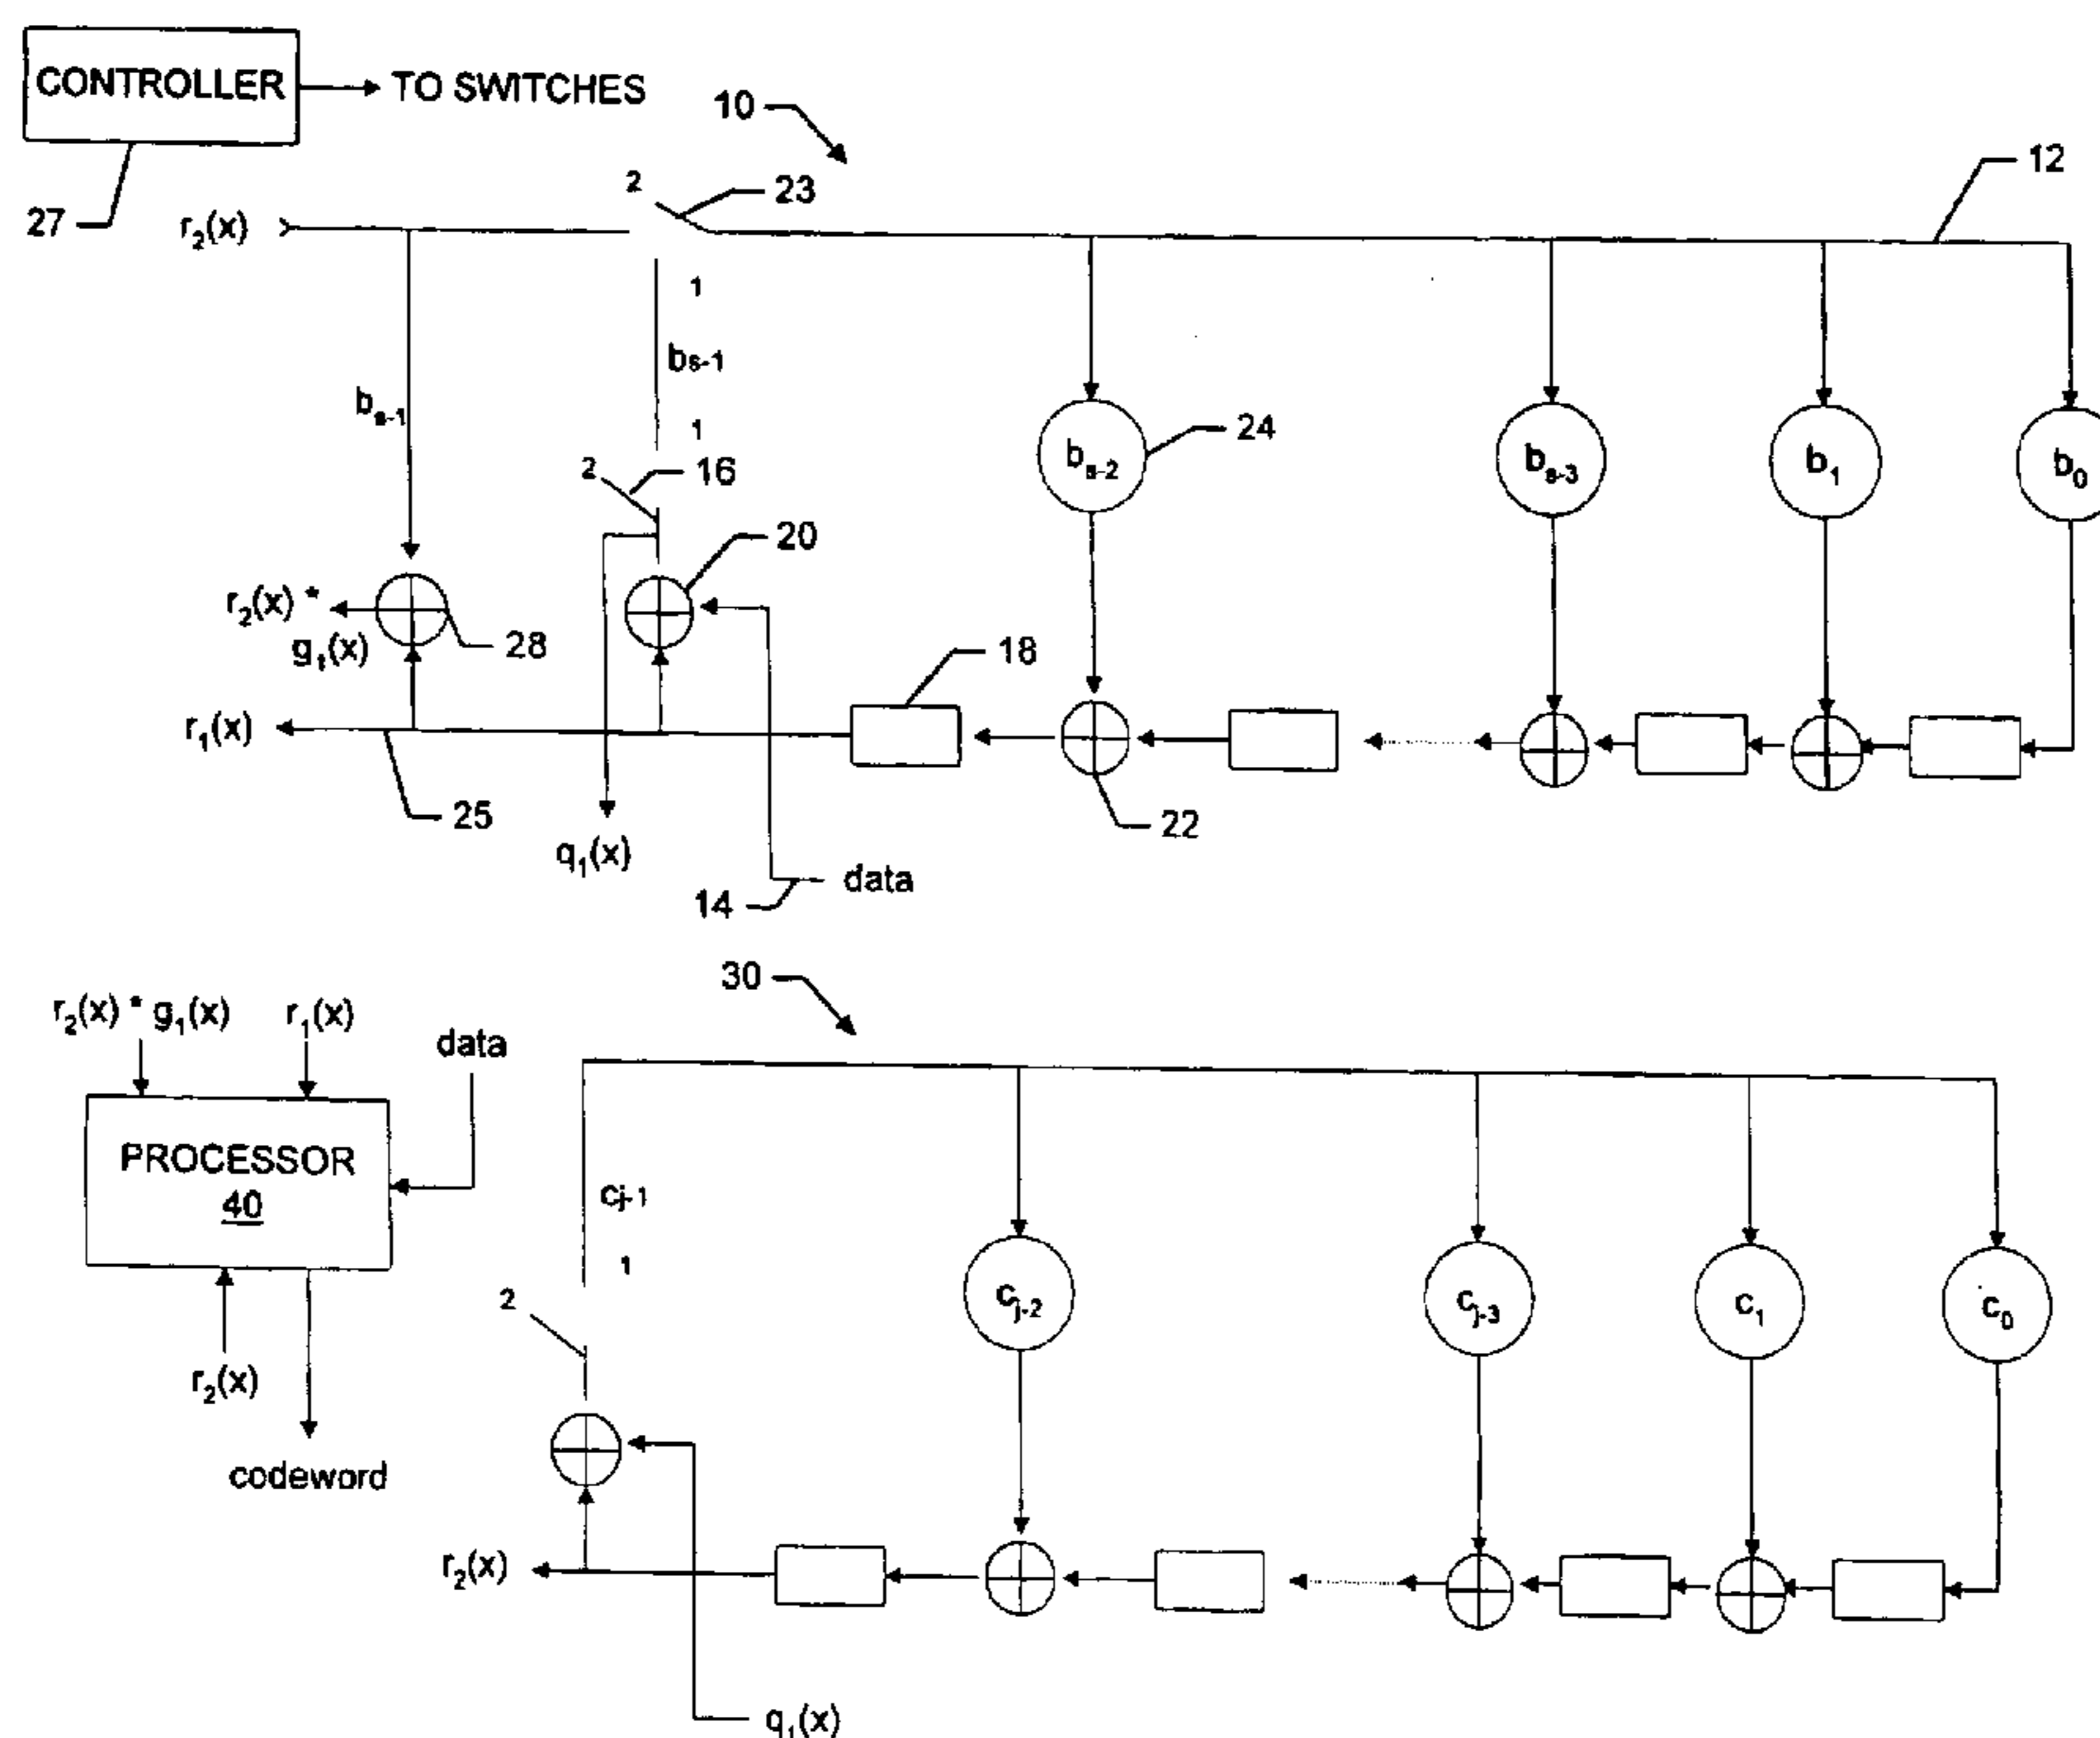 CONTROLLER
TO SWITCHES
10
12
2
23
27
r₂(x)
1
bs-1
bₛ₋₁
1
2
16
bₛ₋₂
24
bₛ₋₃
b₁
b₀
20
r₂(x) *
g₁(x)
28
18
r₁(x)
25
22
q₁(x)
data
14
30
r₂(x) * g₁(x)
r₁(x)
data
PROCESSOR
40
cj-1
1
2
cⱼ₋₂
cⱼ₋₃
c₁
c₀
r₂(x)
codeword
r₂(x)
q₁(x)